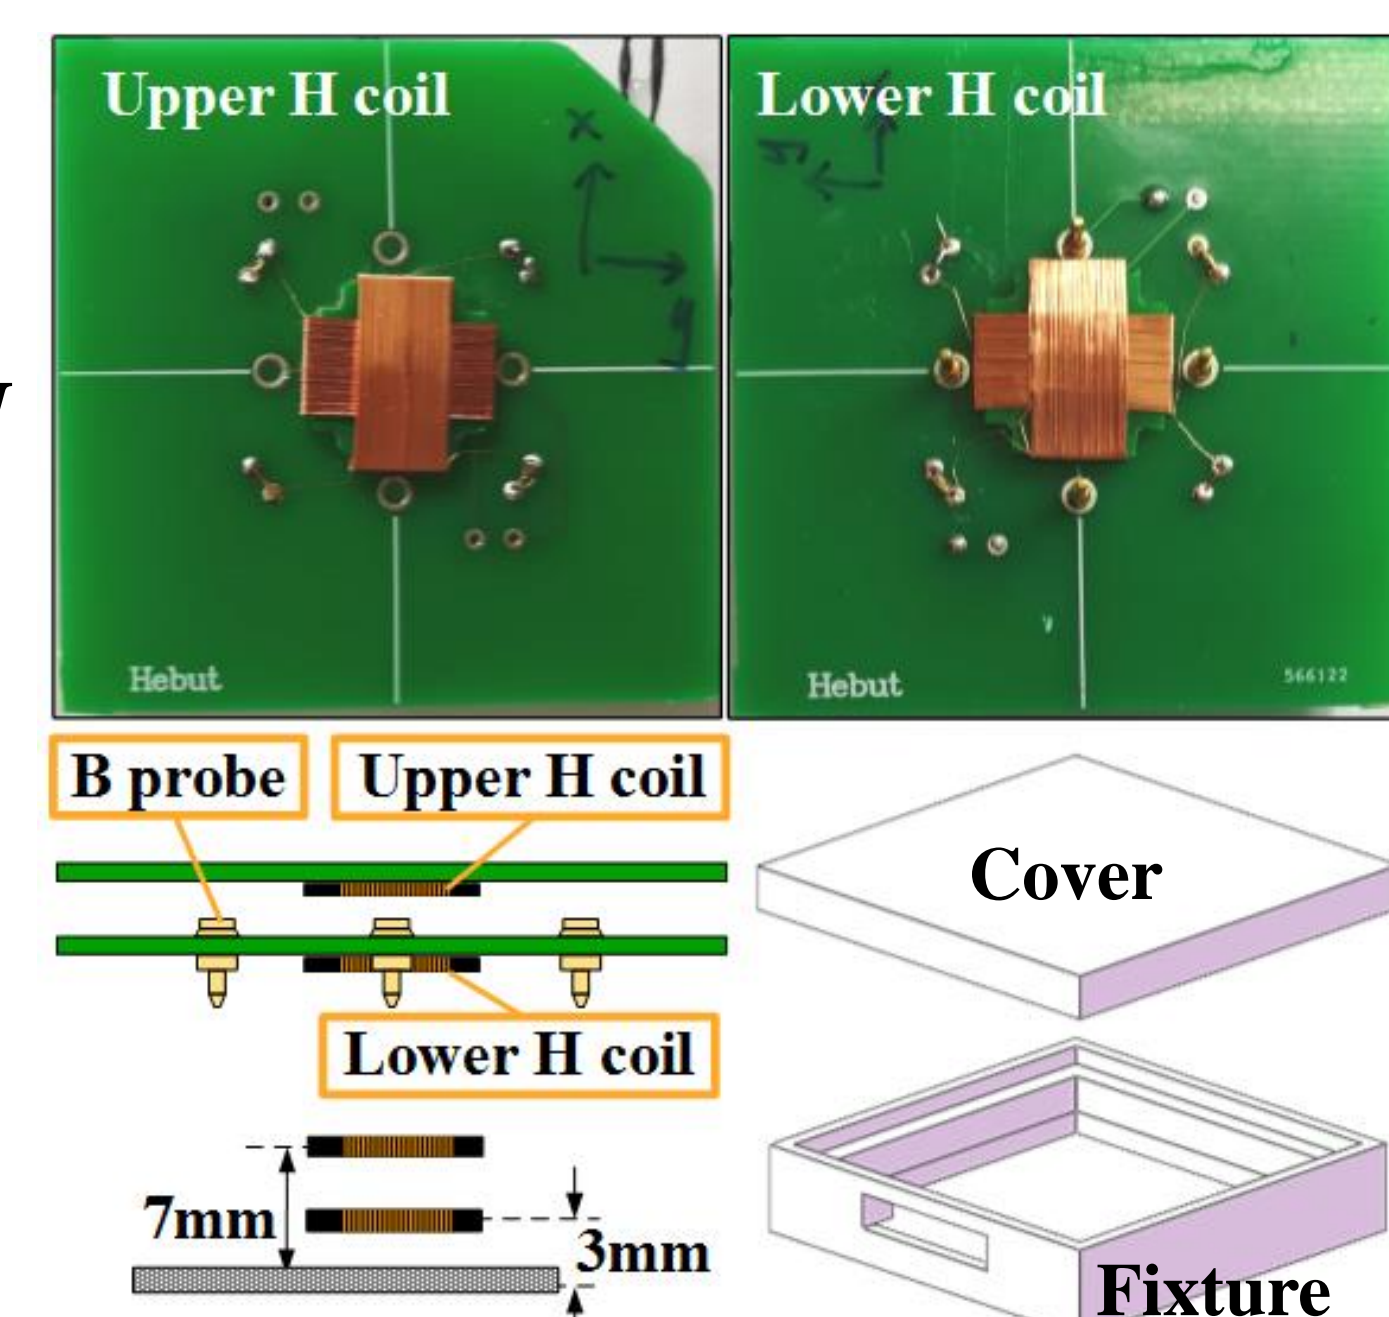 Upper H coil
Lower H coil
x
y
Hebut
Hebut
566122
B probe
Upper H coil
Cover
Lower H coil
7mm
3mm
Fixture